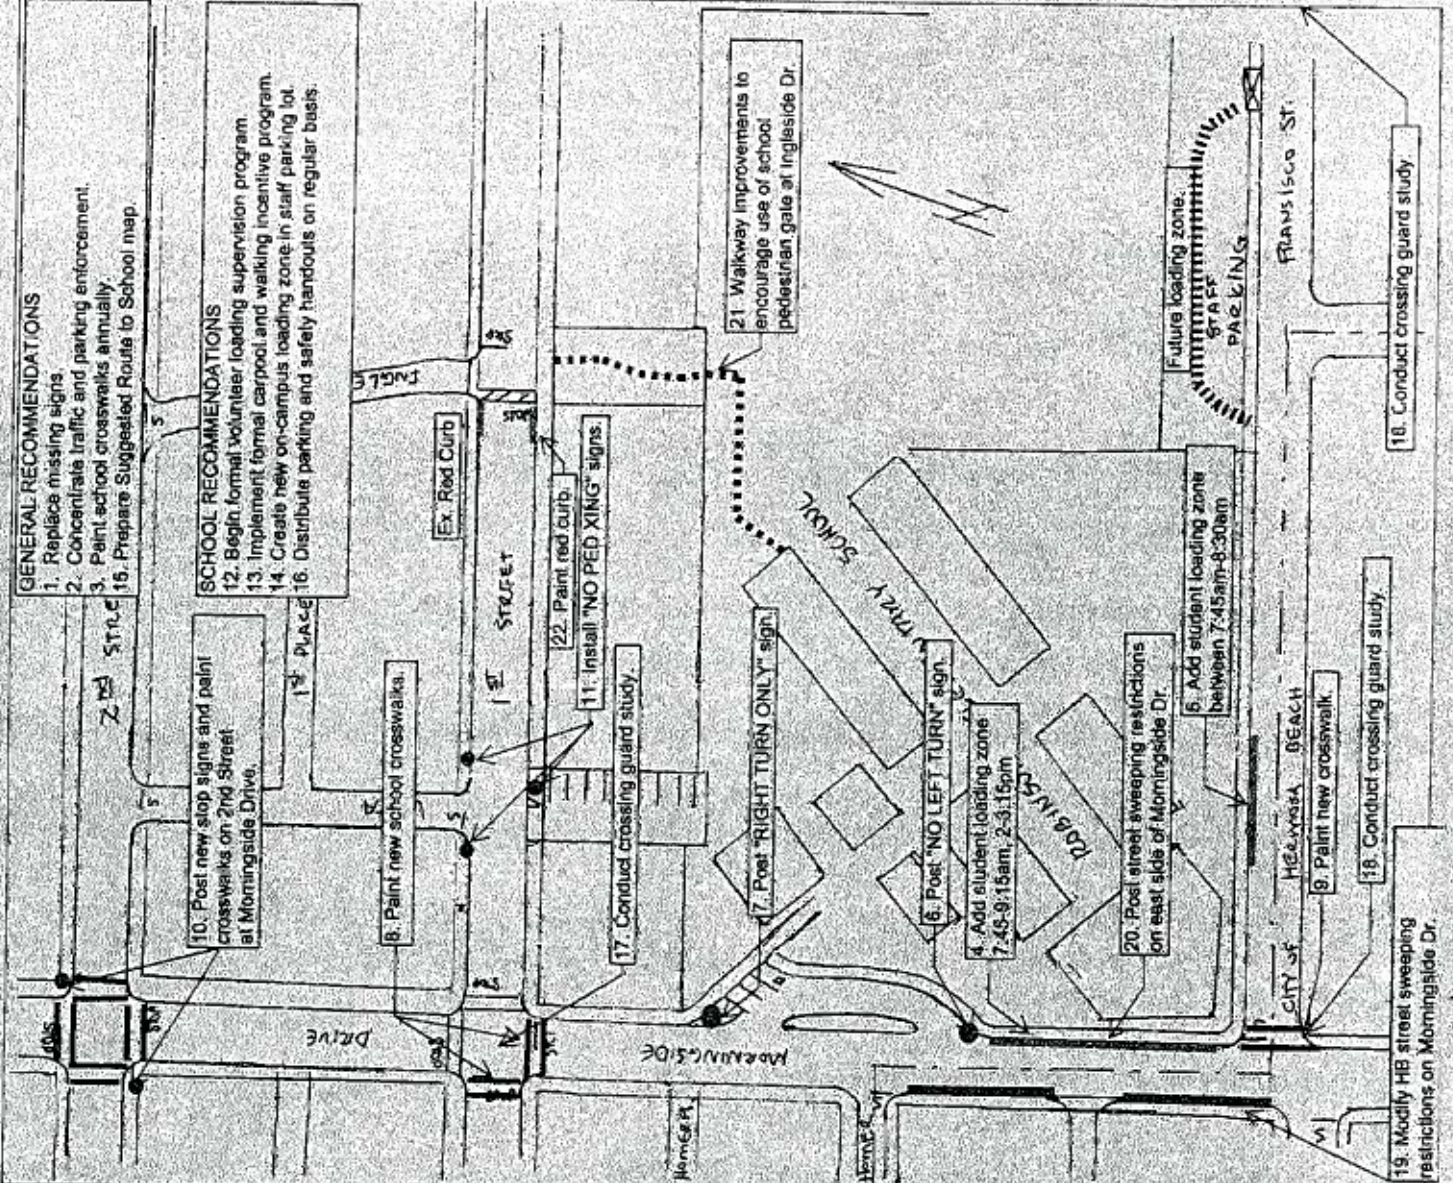 GENERAL RECOMMENDATIONS
1. Replace missing signs.
2. Concentrate traffic and parking enforcement.
3. Paint school crosswalks annually.
15. Prepare Suggested Route to School map.
SCHOOL RECOMMENDATIONS
12. Begin formal volunteer loading supervision program
13. Implement formal carpool and walking incentive program.
14. Create new on-campus loading zone in staff parking lot.
16. Distribute parking and safety handouts on regular basis.
2nd STRE
10. Post new stop signs and paint
crosswalks on 2nd Street
at Morningside Drive.
1st PLACE
INGLE
Ex. Red Curb
8. Paint new school crosswalks.
1st STREET
22. Paint red curb.
11. Install "NO PED XING" signs.
17. Conduct crossing guard study.
21 Walkway improvements to
encourage use of school
pedestrian gate at Ingleside Dr.
STOP
DRIVE
MORNINGSIDE
HOMER
HOMER
7. Post "RIGHT TURN ONLY" sign.
SCHOOL
6. Post "NO LEFT TURN" sign.
4. Add student loading zone
7:45-9:15am, 2-3:15pm
ROBINS
20. Post street sweeping restrictions
on east side of Morningside Dr.
5. Add student loading zone
between 7:45am-8:30am
Future loading zone.
STAFF
PARKING
FRANSISCO ST.
CITY OF HERMOSA BEACH
9. Paint new crosswalk.
18. Conduct crossing guard study.
18. Conduct crossing guard study.
19. Modify HB street sweeping
restrictions on Morningside Dr.